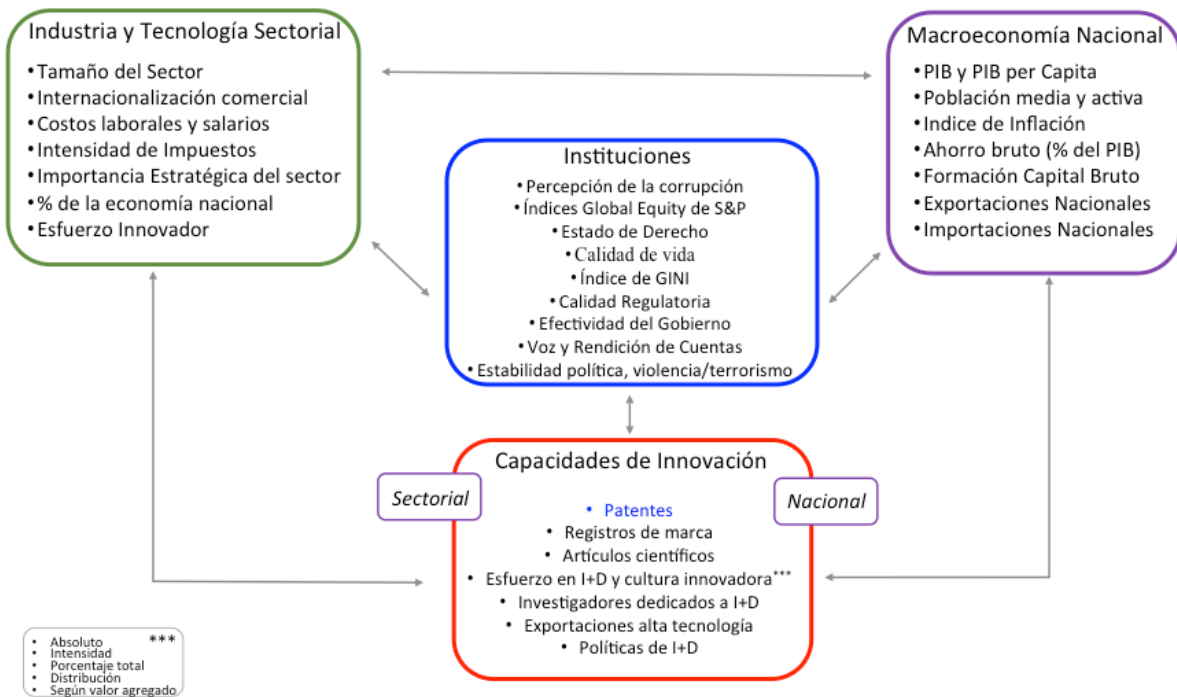 Industria y Tecnología Sectorial
• Tamaño del Sector
• Internacionalización comercial
• Costos laborales y salarios
• Intensidad de Impuestos
• Importancia Estratégica del sector
• % de la economía nacional
• Esfuerzo Innovador
Macroeconomía Nacional
• PIB y PIB per Capita
• Población media y activa
• Indice de Inflación
• Ahorro bruto (% del PIB)
• Formación Capital Bruto
• Exportaciones Nacionales
• Importaciones Nacionales
Instituciones
• Percepción de la corrupción
• Índices Global Equity de S&P
• Estado de Derecho
• Calidad de vida
• Índice de GINI
• Calidad Regulatoria
• Efectividad del Gobierno
• Voz y Rendición de Cuentas
• Estabilidad política, violencia/terrorismo
Capacidades de Innovación
Sectorial
Nacional
• Patentes
• Registros de marca
• Artículos científicos
• Esfuerzo en I+D y cultura innovadora***
• Investigadores dedicados a I+D
• Exportaciones alta tecnología
• Políticas de I+D
• Absoluto ***
• Intensidad
• Porcentaje total
• Distribución
• Según valor agregado